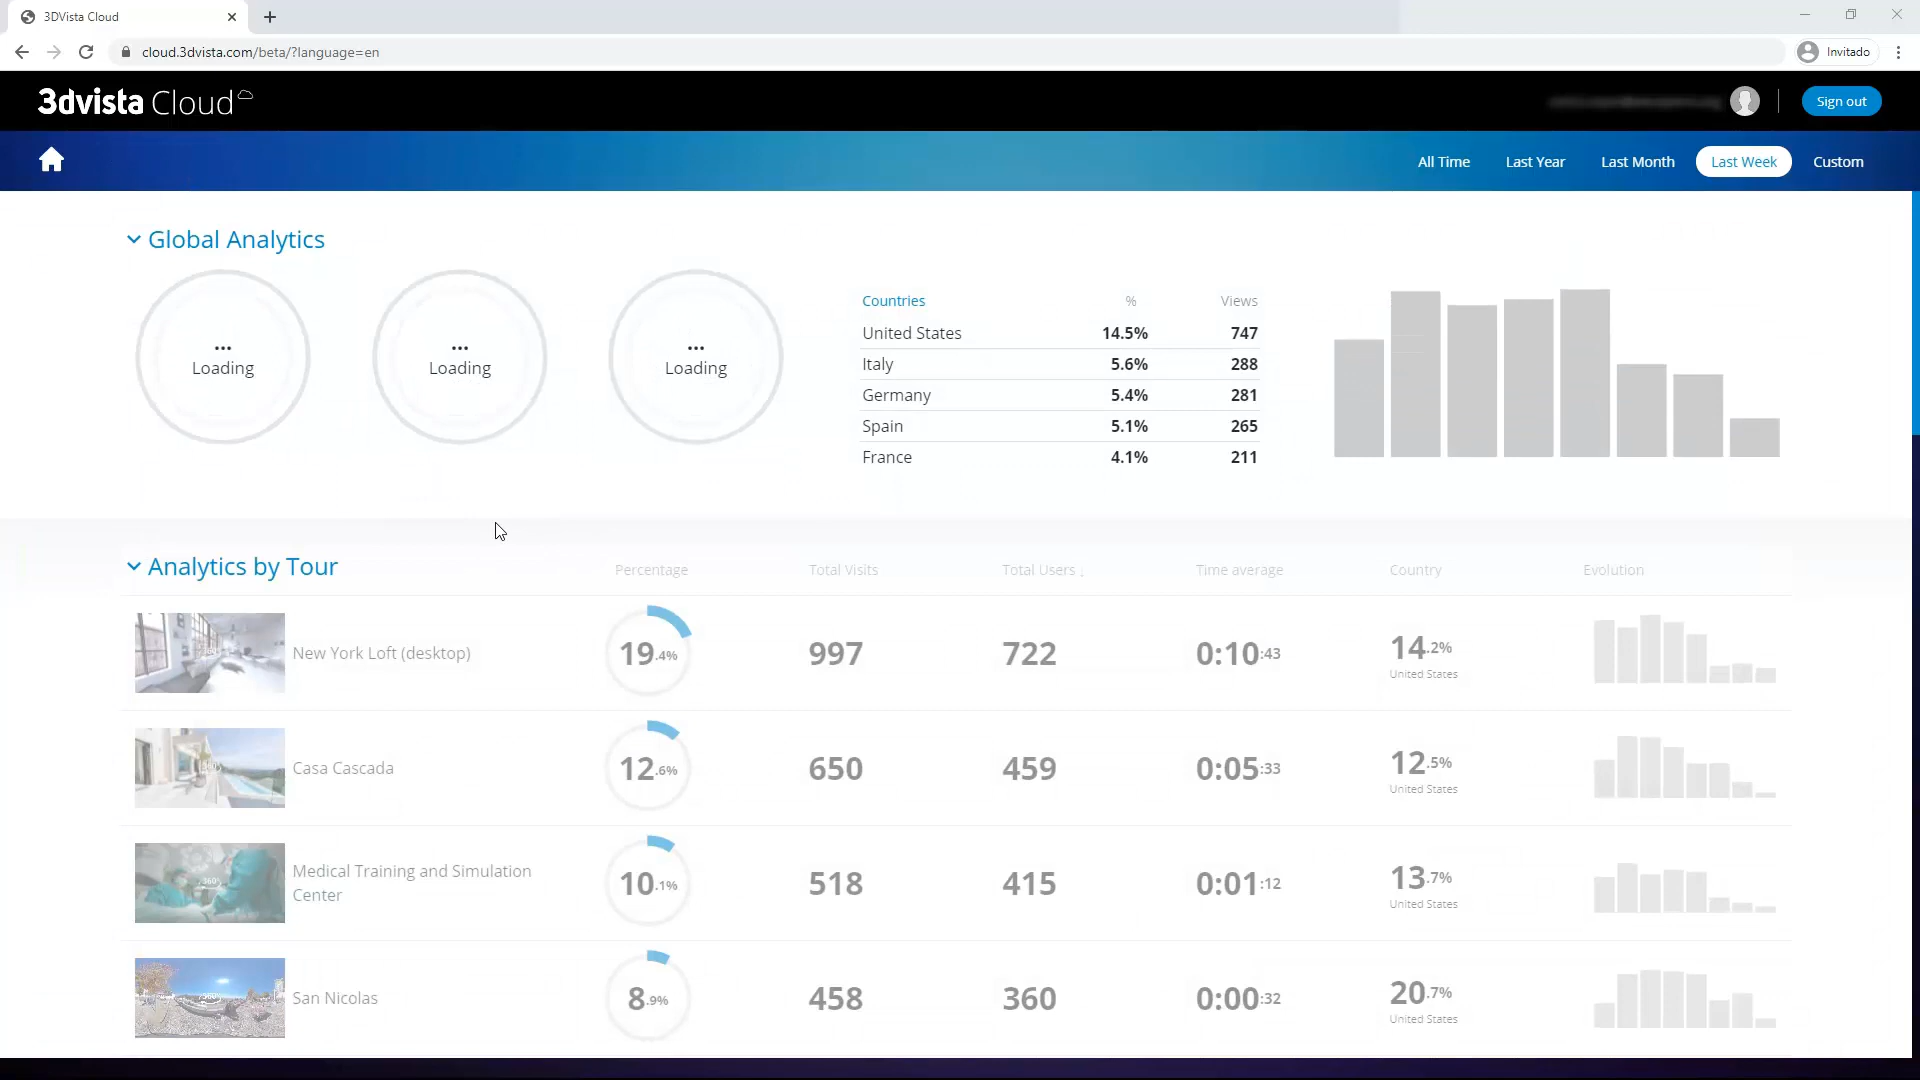 3DVista Cloud
cloud.3dvista.com/beta/?language=en
Invitado
3dvista Cloud
Sign out
All Time
Last Year
Last Month
Last Week
Custom
Global Analytics
...
Loading
...
Loading
...
Loading
Countries % Views
United States 14.5% 747
Italy 5.6% 288
Germany 5.4% 281
Spain 5.1% 265
France 4.1% 211
Analytics by Tour Percentage Total Visits Total Users ↓ Time average Country Evolution
New York Loft (desktop) 19.4% 997 722 0:10:43 14.2%
United States
Casa Cascada 12.6% 650 459 0:05:33 12.5%
United States
Medical Training and Simulation
Center
10.1% 518 415 0:01:12 13.7%
United States
San Nicolas 8.9% 458 360 0:00:32 20.7%
United States